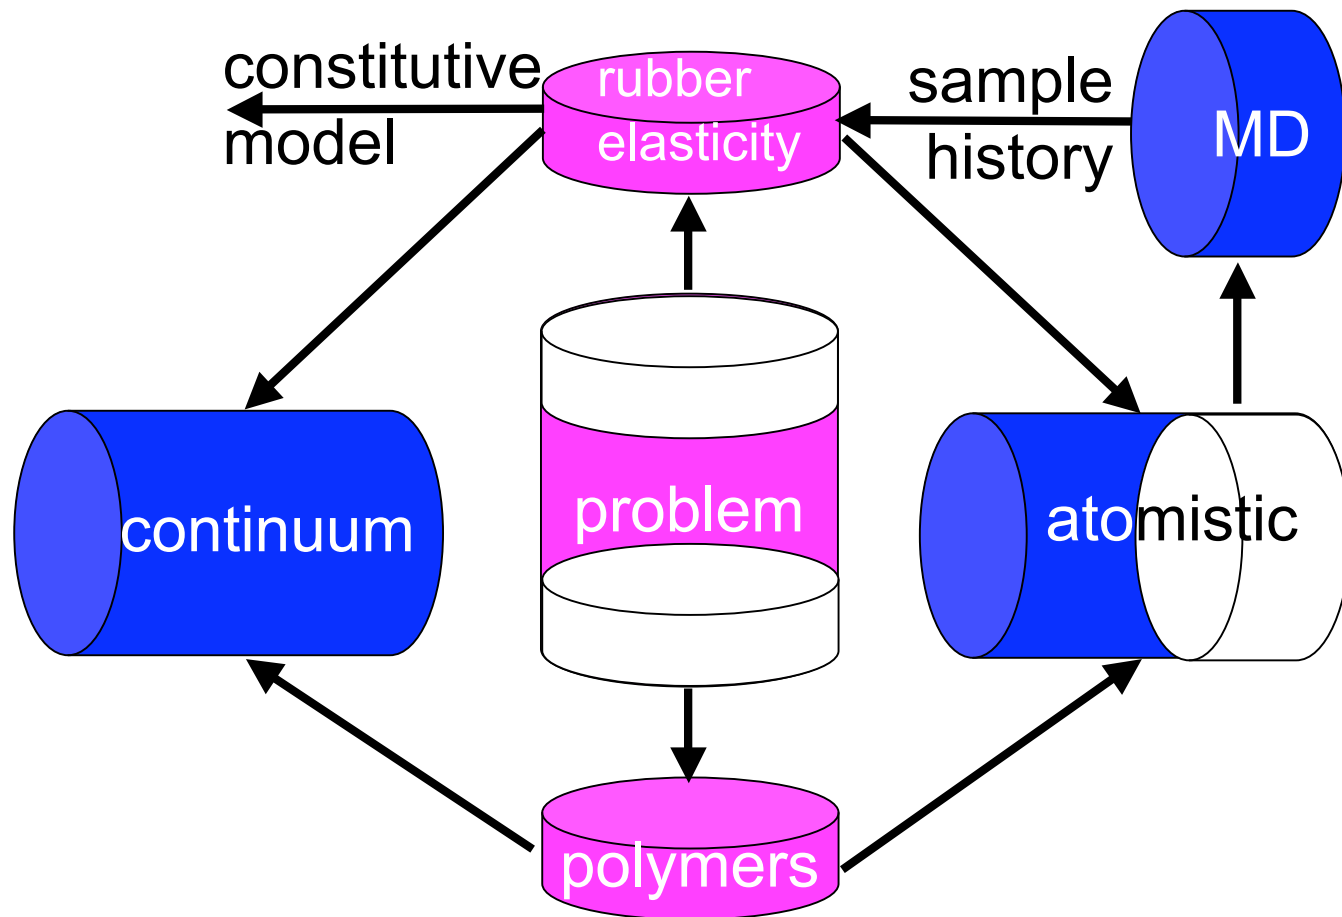 constitutive
model
rubber
elasticity
sample
history
MD
continuum
problem
atomistic
polymers